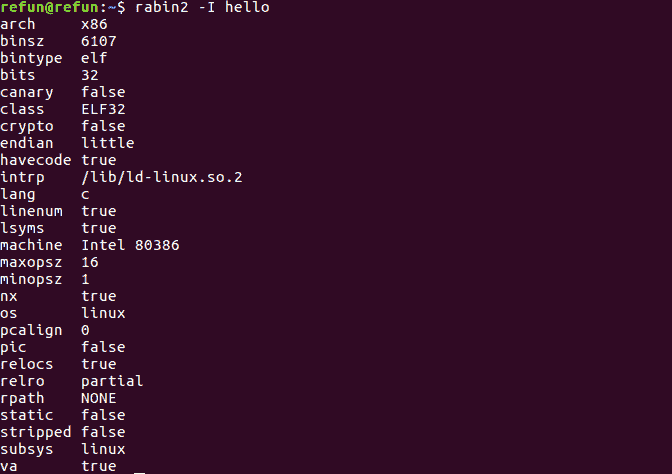 refun@refun:~$ rabin2 -I hello
arch x86
binsz 6107
bintype elf
bits 32
canary false
class ELF32
crypto false
endian little
havecode true
intrp /lib/ld-linux.so.2
lang c
linenum true
lsyms true
machine Intel 80386
maxopsz 16
minopsz 1
nx true
os linux
pcalign 0
pic false
relocs true
relro partial
rpath NONE
static false
stripped false
subsys linux
va true